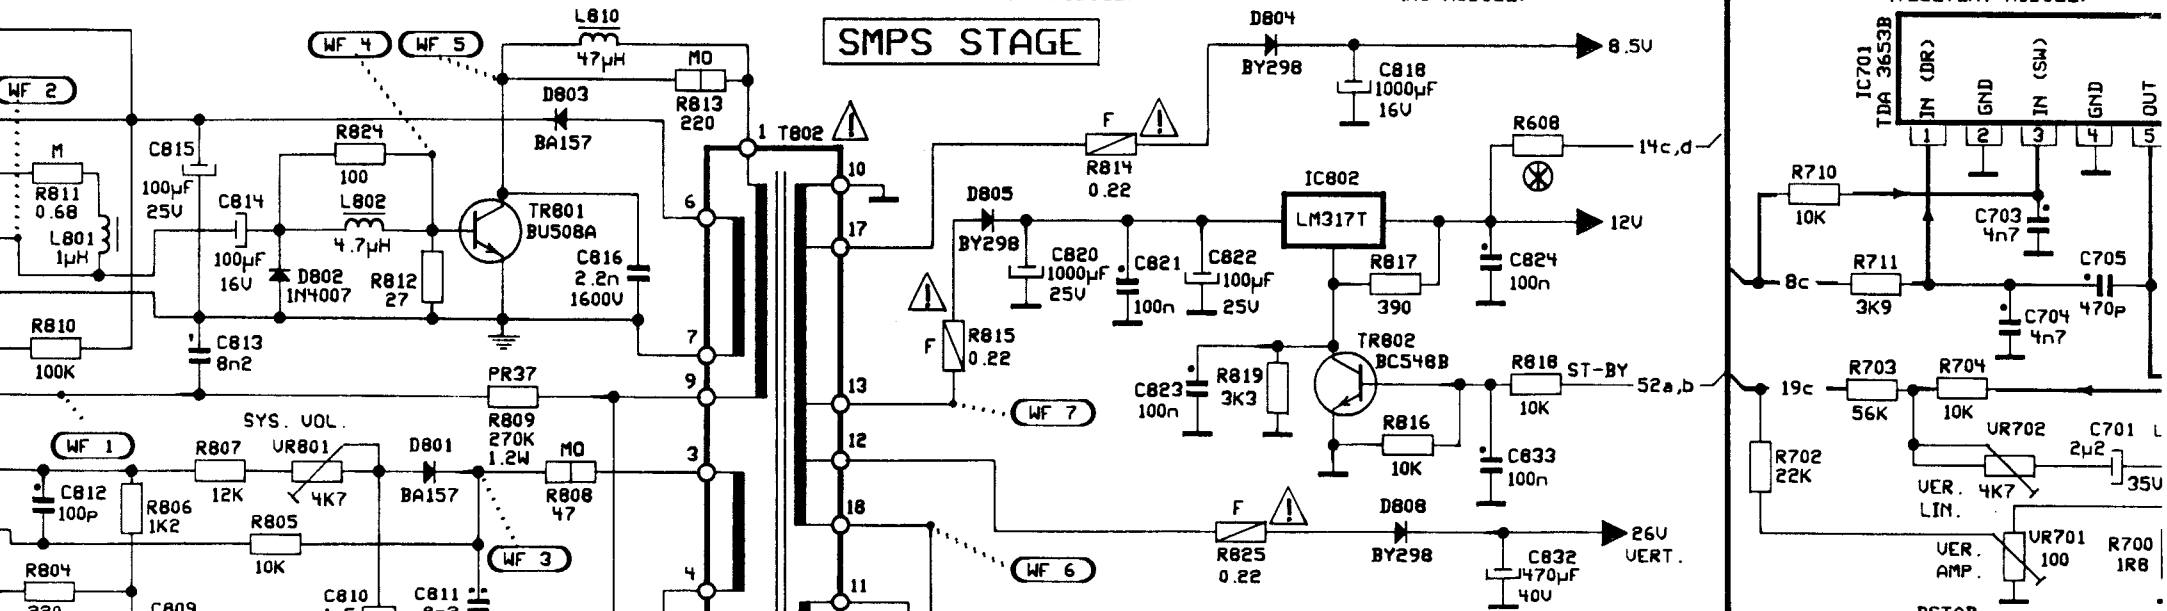 SMPS STAGE
WF 4
WF 5
WF 2
L810
47µH
MO
R813
220
D803
BA157
R824
100
C815
100µF
25V
M
R811
0.68
L801
1µH
C814
100µF
16V
L802
4.7µH
D802
1N4007
R812
27
TR801
BU508A
C816
2.2n
1600V
R810
100K
C813
8n2
PR37
R809
270K
1.2W
SYS. VOL.
WF 1
R807
12K
VR801
4K7
D801
BA157
MO
R808
47
C812
100p
R806
1K2
R805
10K
WF 3
R804
C810
C811
C809
1 T802
6
7
9
3
4
10
17
13
12
18
11
D804
BY298
C818
1000µF
16V
8.5V
F
R814
0.22
R608
14c,d
D805
BY298
IC802
LM317T
12V
C820
1000µF
25V
C821
100n
C822
100µF
25V
R817
390
C824
100n
F
R815
0.22
WF 7
TR802
BC548B
C823
100n
R819
3K3
R818
10K
ST-BY
52a,b
R816
10K
C833
100n
F
R825
0.22
D808
BY298
26V
VERT.
WF 6
C832
470µF
40V
IC701
TDA 3653B
IN (DR)
GND
IN (SW)
GND
OUT
1
2
3
4
5
R710
10K
C703
4n7
8c
R711
3K9
C705
470p
C704
4n7
19c
R703
56K
R704
10K
R702
22K
VR702
4K7
VER.
LIN.
C701
2µ2
35V
VER.
AMP.
VR701
100
R700
1R8